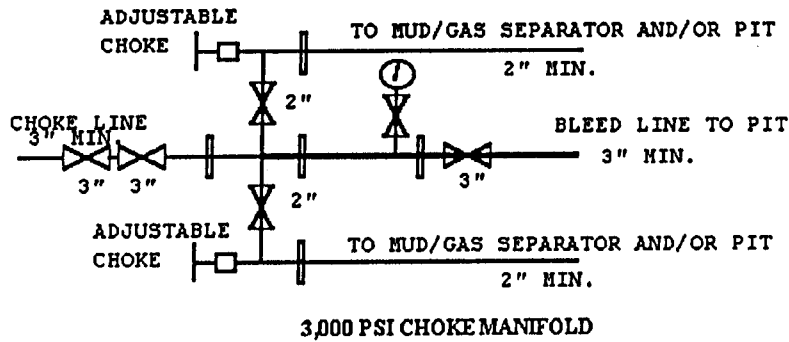 ADJUSTABLE
CHOKE
TO MUD/GAS SEPARATOR AND/OR PIT
2" MIN.
2"
CHOKE LINE
3" MIN
BLEED LINE TO PIT
3" MIN.
3" 3"
3"
2"
ADJUSTABLE
CHOKE
TO MUD/GAS SEPARATOR AND/OR PIT
2" MIN.
3,000 PSI CHOKE MANIFOLD